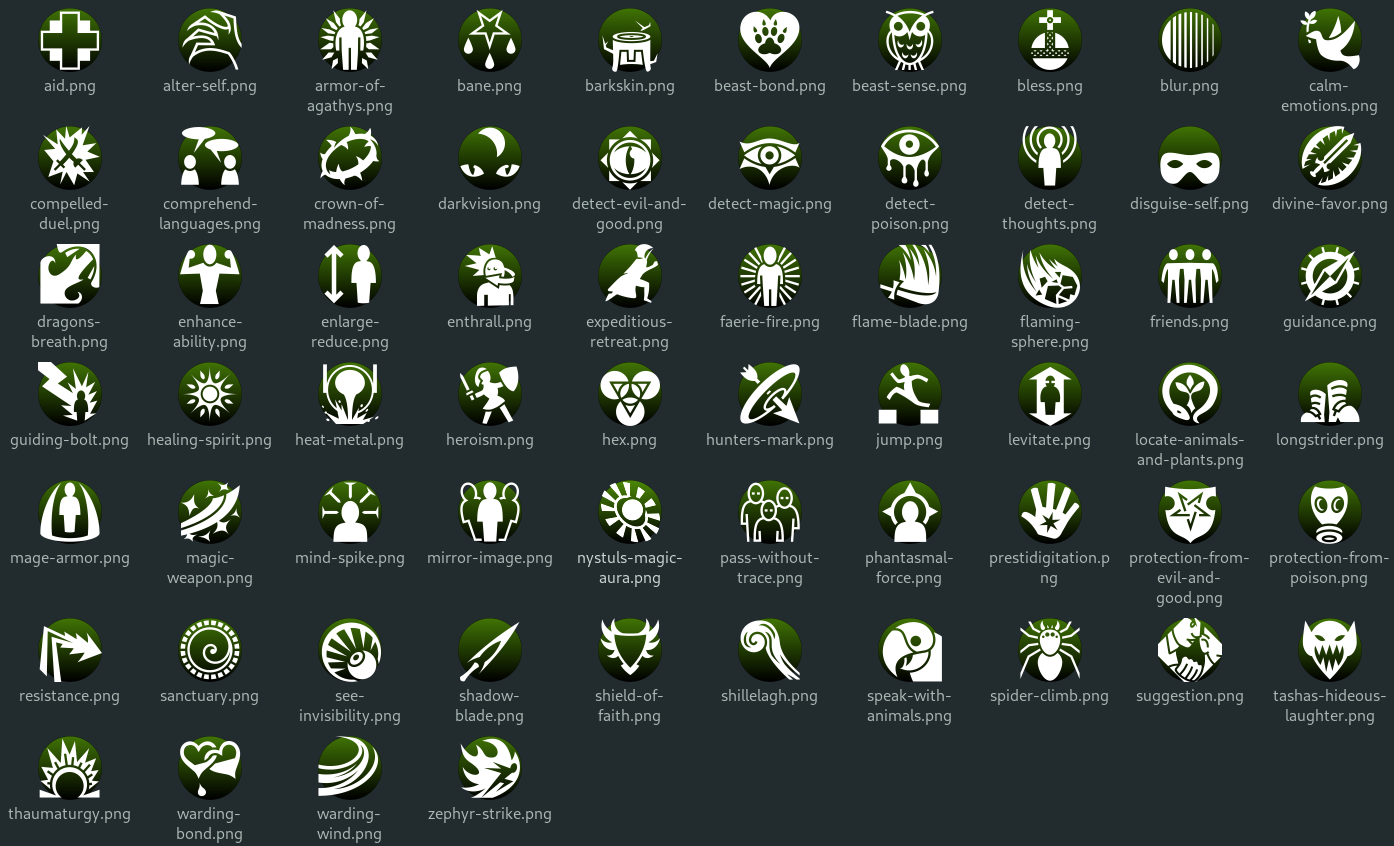 aid.png
alter-self.png
armor-of-
agathys.png
bane.png
barkskin.png
beast-bond.png
beast-sense.png
bless.png
blur.png
calm-
emotions.png
compelled-
duel.png
comprehend-
languages.png
crown-of-
madness.png
darkvision.png
detect-evil-and-
good.png
detect-magic.png
detect-
poison.png
detect-
thoughts.png
disguise-self.png
divine-favor.png
dragons-
breath.png
enhance-
ability.png
enlarge-
reduce.png
enthrall.png
expeditious-
retreat.png
faerie-fire.png
flame-blade.png
flaming-
sphere.png
friends.png
guidance.png
guiding-bolt.png
healing-spirit.png
heat-metal.png
heroism.png
hex.png
hunters-mark.png
jump.png
levitate.png
locate-animals-
and-plants.png
longstrider.png
mage-armor.png
magic-
weapon.png
mind-spike.png
mirror-image.png
nystuls-magic-
aura.png
pass-without-
trace.png
phantasmal-
force.png
prestidigitation.p
ng
protection-from-
evil-and-
good.png
protection-from-
poison.png
resistance.png
sanctuary.png
see-
invisibility.png
shadow-
blade.png
shield-of-
faith.png
shillelagh.png
speak-with-
animals.png
spider-climb.png
suggestion.png
tashas-hideous-
laughter.png
thaumaturgy.png
warding-
bond.png
warding-
wind.png
zephyr-strike.png